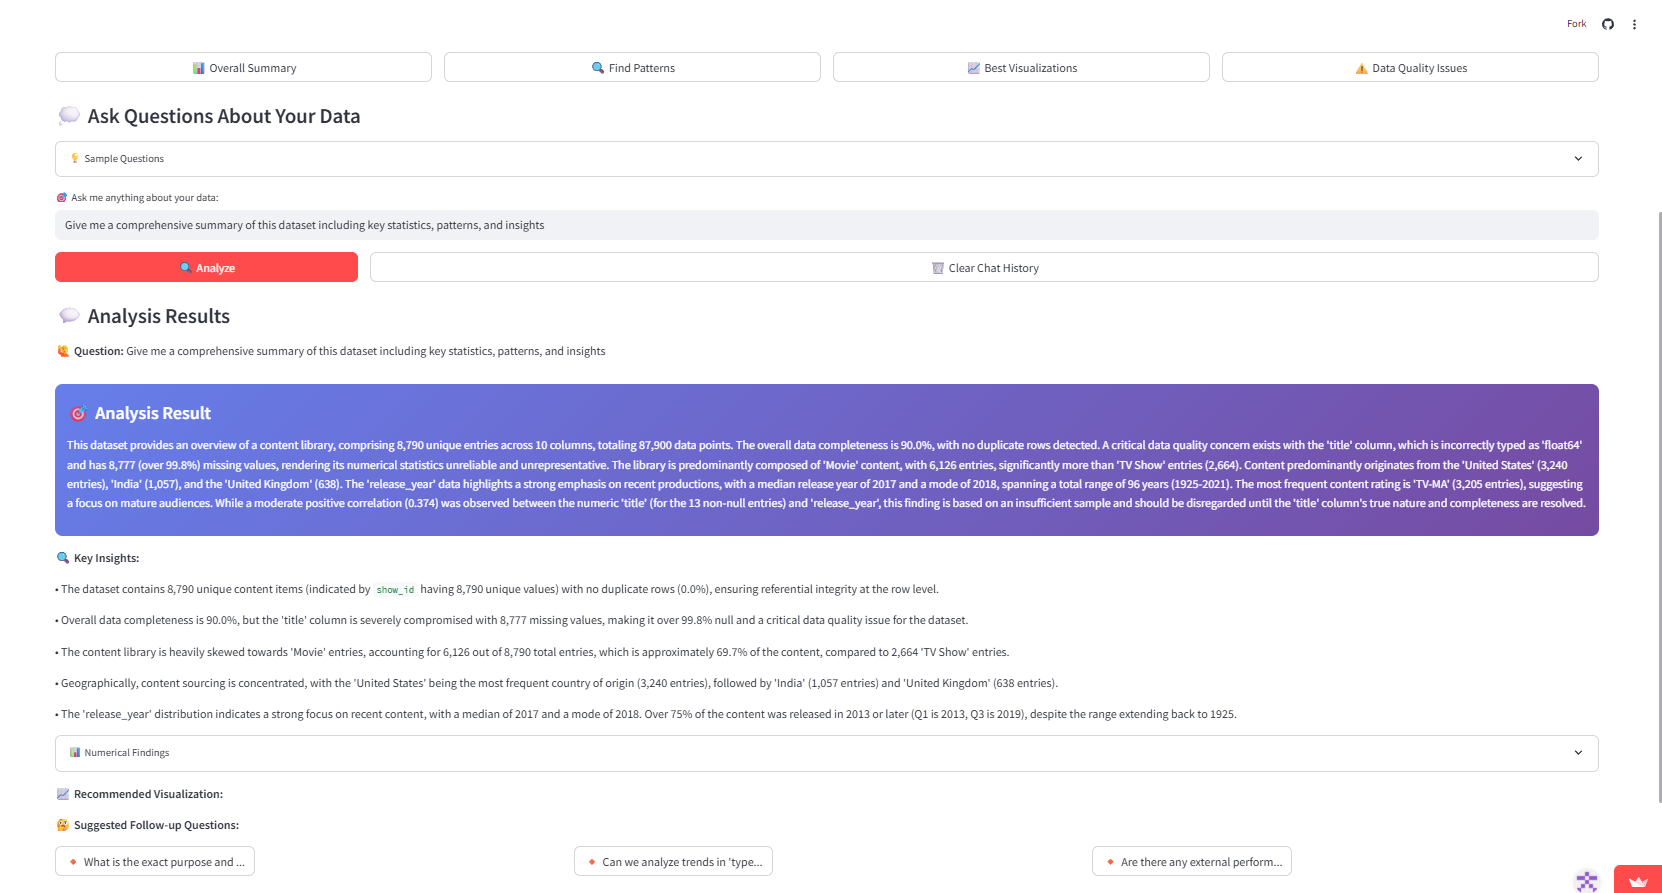 Fork
Overall Summary
Find Patterns
Best Visualizations
Data Quality Issues
Ask Questions About Your Data
Sample Questions
Ask me anything about your data:
Give me a comprehensive summary of this dataset including key statistics, patterns, and insights
Analyze
Clear Chat History
Analysis Results
Question: Give me a comprehensive summary of this dataset including key statistics, patterns, and insights
Analysis Result
This dataset provides an overview of a content library, comprising 8,790 unique entries across 10 columns, totaling 87,900 data points. The overall data completeness is 90.0%, with no duplicate rows detected. A critical data quality concern exists with the 'title' column, which is incorrectly typed as 'float64'
and has 8,777 (over 99.8%) missing values, rendering its numerical statistics unreliable and unrepresentative. The library is predominantly composed of 'Movie' content, with 6,126 entries, significantly more than 'TV Show' entries (2,664). Content predominantly originates from the 'United States' (3,240
entries), 'India' (1,057), and the 'United Kingdom' (638). The 'release_year' data highlights a strong emphasis on recent productions, with a median release year of 2017 and a mode of 2018, spanning a total range of 96 years (1925-2021). The most frequent content rating is 'TV-MA' (3,205 entries), suggesting
a focus on mature audiences. While a moderate positive correlation (0.374) was observed between the numeric 'title' (for the 13 non-null entries) and 'release_year', this finding is based on an insufficient sample and should be disregarded until the 'title' column's true nature and completeness are resolved.
Key Insights:
• The dataset contains 8,790 unique content items (indicated by show_id having 8,790 unique values) with no duplicate rows (0.0%), ensuring referential integrity at the row level.
• Overall data completeness is 90.0%, but the 'title' column is severely compromised with 8,777 missing values, making it over 99.8% null and a critical data quality issue for the dataset.
• The content library is heavily skewed towards 'Movie' entries, accounting for 6,126 out of 8,790 total entries, which is approximately 69.7% of the content, compared to 2,664 'TV Show' entries.
• Geographically, content sourcing is concentrated, with the 'United States' being the most frequent country of origin (3,240 entries), followed by 'India' (1,057 entries) and 'United Kingdom' (638 entries).
• The 'release_year' distribution indicates a strong focus on recent content, with a median of 2017 and a mode of 2018. Over 75% of the content was released in 2013 or later (Q1 is 2013, Q3 is 2019), despite the range extending back to 1925.
Numerical Findings
Recommended Visualization:
Suggested Follow-up Questions:
What is the exact purpose and ...
Can we analyze trends in 'type...
Are there any external perform...